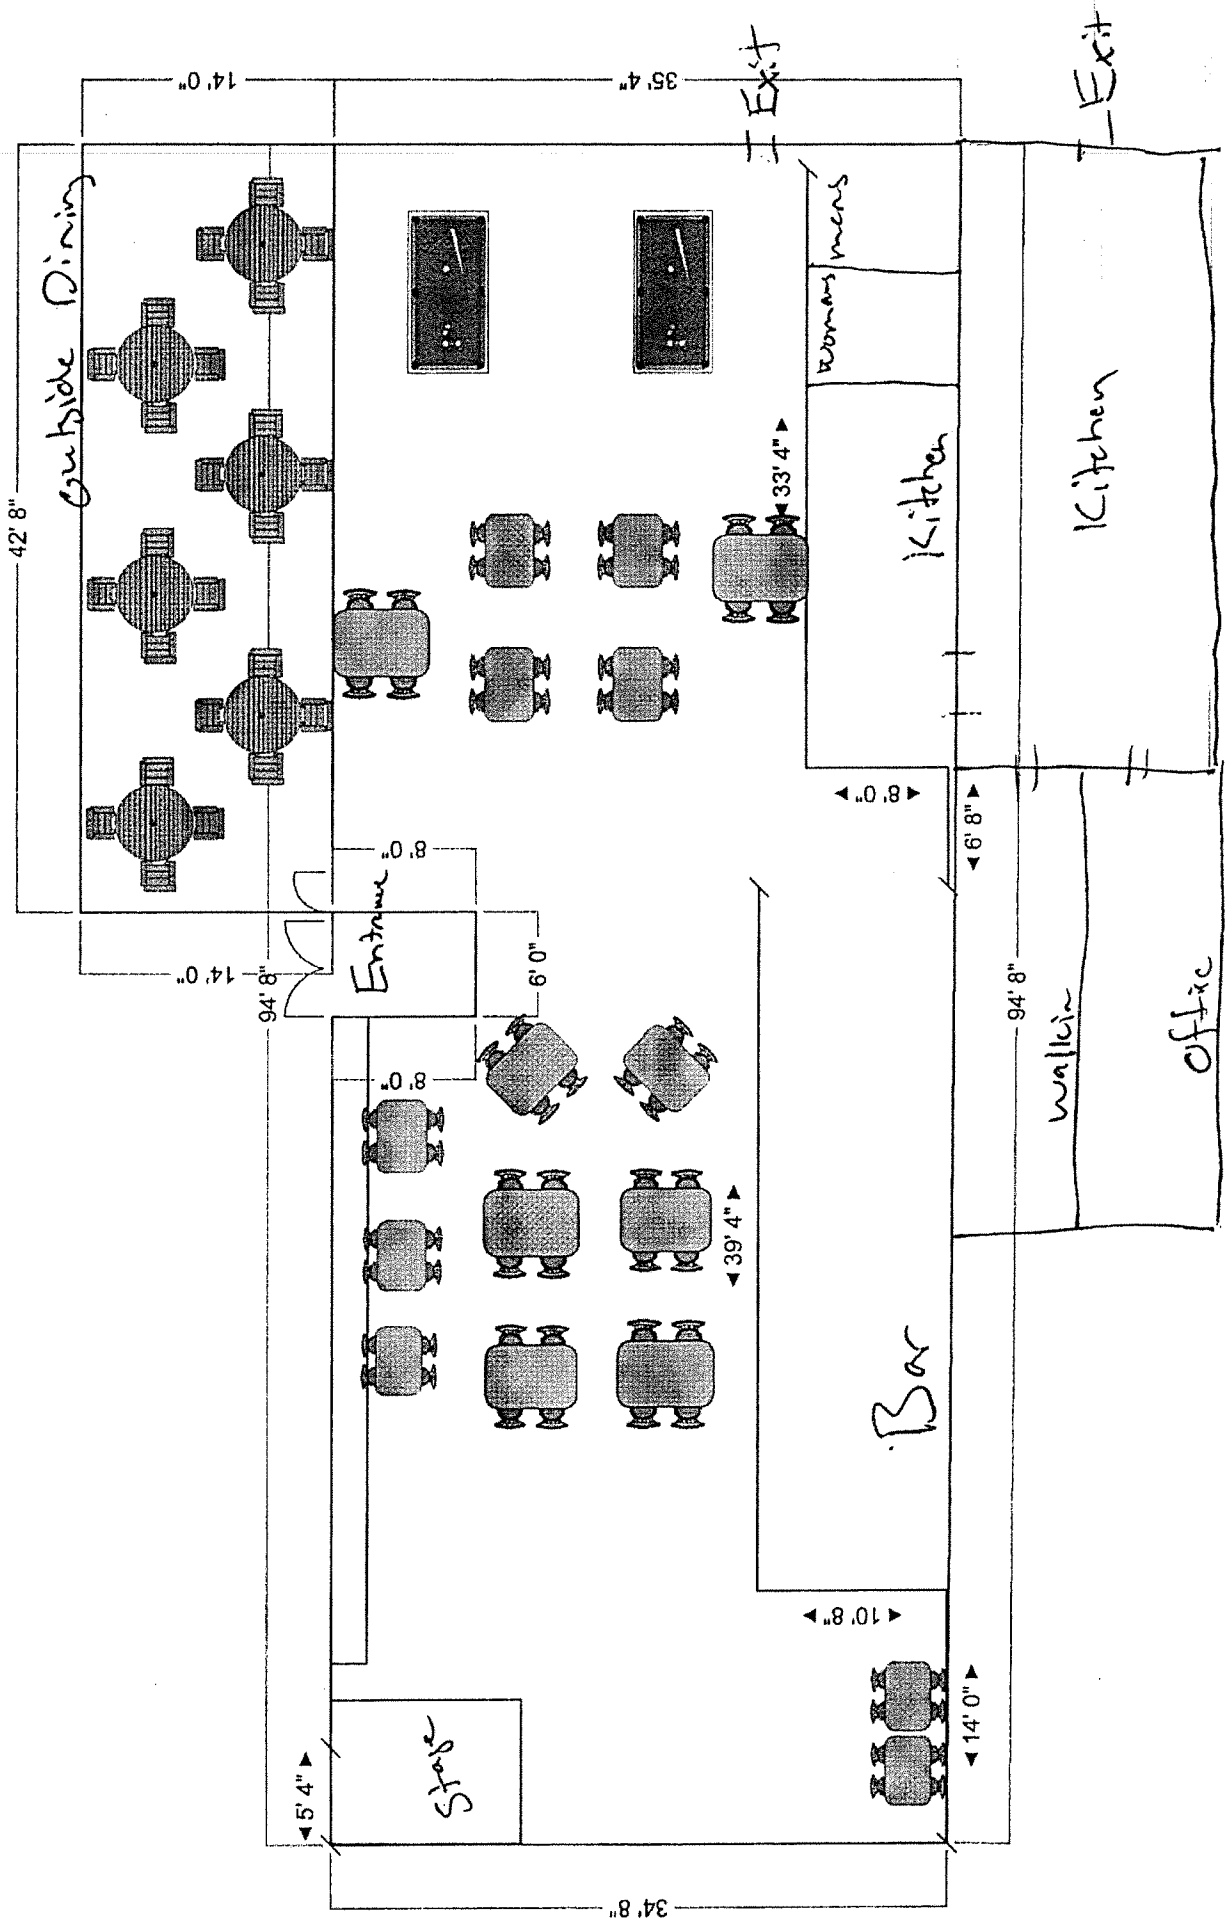 14' 0"
35' 4"
Exit
Exit
42' 8"
Outside Dining
mens
womans
Kitchen
Kitchen
33' 4"
8' 0"
6' 8"
8' 0"
Entrance
14' 0"
94' 8"
6' 0"
8' 0"
94' 8"
walkin
Office
39' 4"
Bar
10' 8"
14' 0"
5' 4"
Stage
34' 8"